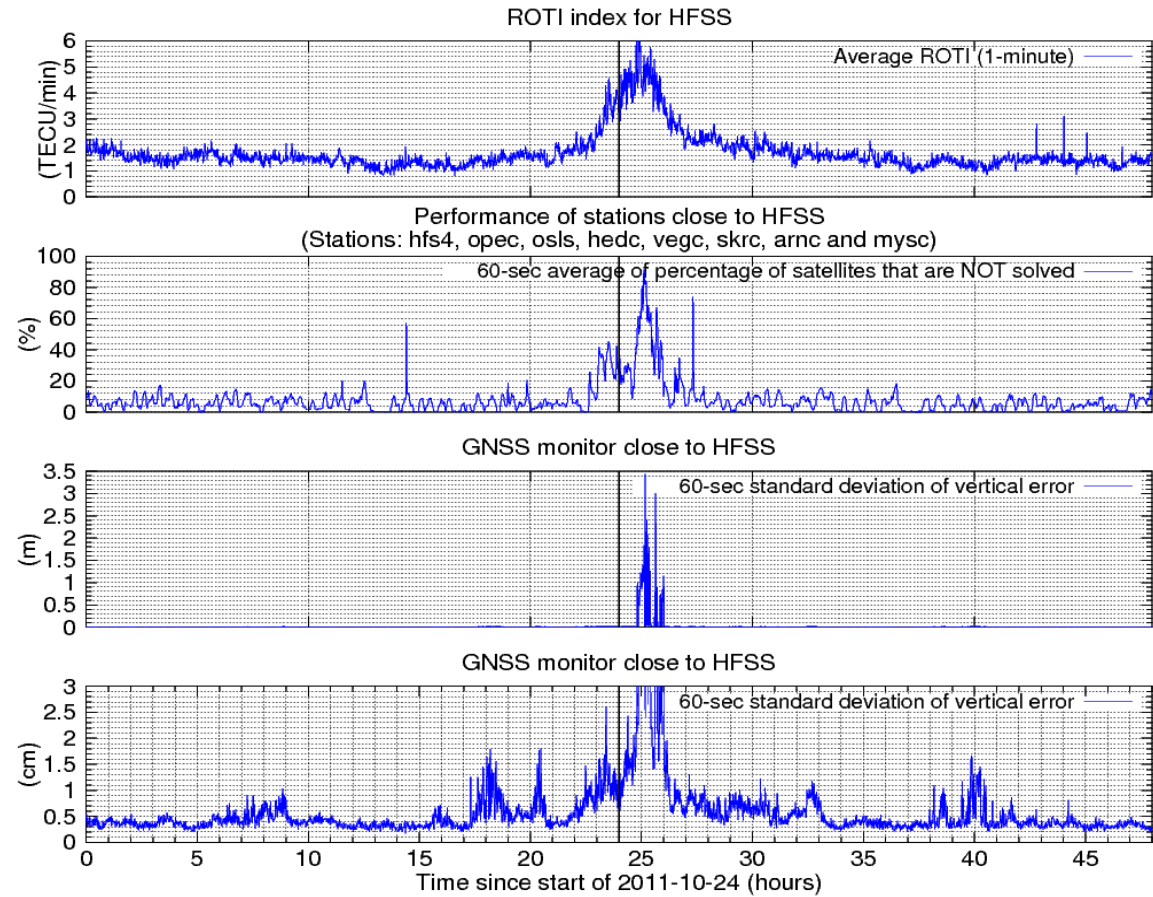 ROTI index for HFSS
6
5
4
3
2
1
0
(TECU/min)
Average ROTI (1-minute)
Performance of stations close to HFSS
(Stations: hfs4, opec, osls, hedc, vegc, skrc, arnc and mysc)
100
80
60
40
20
0
(%)
60-sec average of percentage of satellites that are NOT solved
GNSS monitor close to HFSS
3.5
3
2.5
2
1.5
1
0.5
0
(m)
60-sec standard deviation of vertical error
GNSS monitor close to HFSS
3
2.5
2
1.5
1
0.5
0
(cm)
60-sec standard deviation of vertical error
0 5 10 15 20 25 30 35 40 45
Time since start of 2011-10-24 (hours)